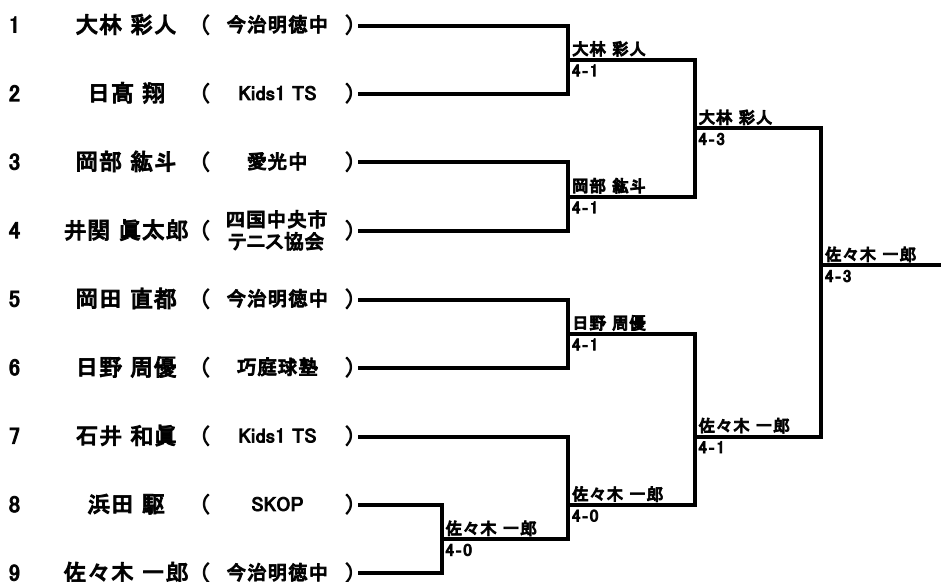 1 大林 彩人 ( 今治明徳中 )
大林 彩人
4-1
2 日髙 翔 ( Kids1 TS )
大林 彩人
4-3
3 岡部 紘斗 ( 愛光中 )
岡部 紘斗
4-1
4 井関 眞太郎 ( 四国中央市
テニス協会 )
佐々木 一郎
4-3
5 岡田 直都 ( 今治明徳中 )
日野 周優
4-1
6 日野 周優 ( 巧庭球塾 )
佐々木 一郎
4-1
7 石井 和眞 ( Kids1 TS )
佐々木 一郎
4-0
8 浜田 駆 ( SKOP )
佐々木 一郎
4-0
9 佐々木 一郎 ( 今治明徳中 )